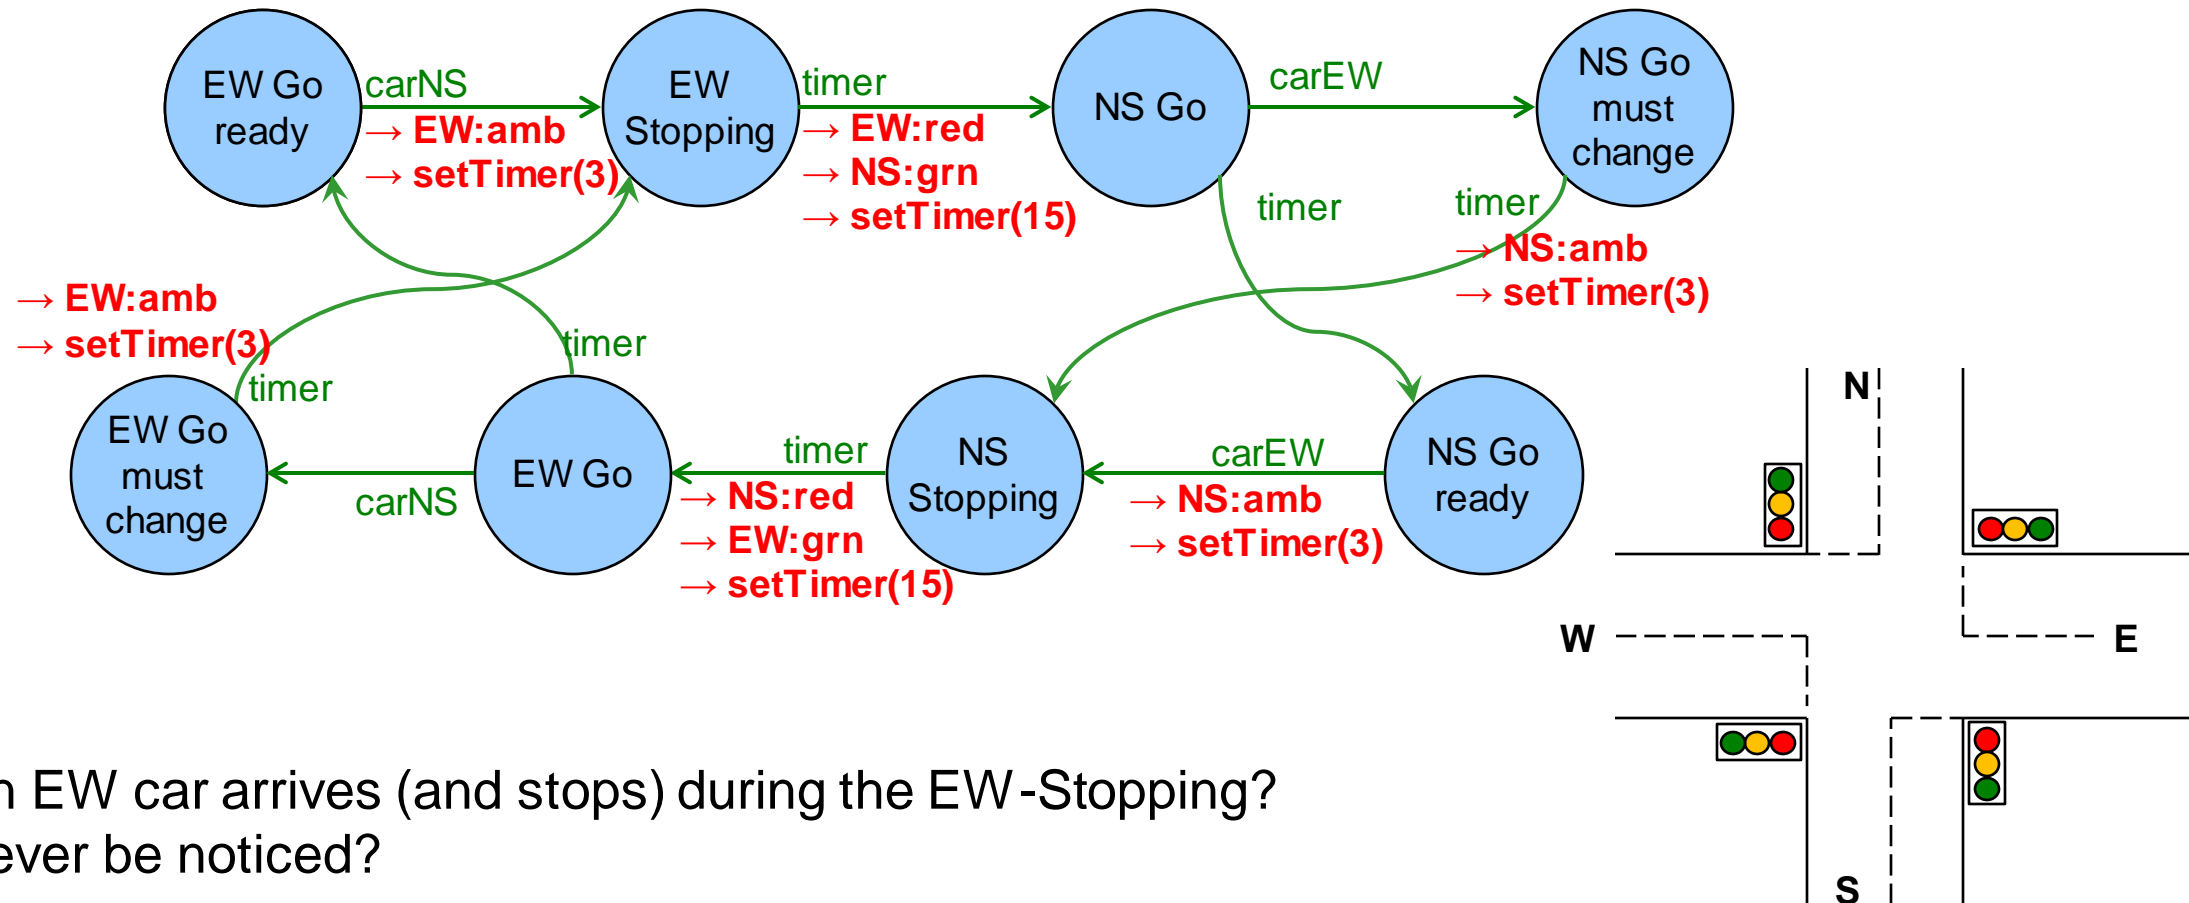 EW Go
ready
carNS
→ EW:amb
→ setTimer(3)
EW
Stopping
timer
→ EW:red
→ NS:grn
→ setTimer(15)
NS Go
carEW
NS Go
must
change
timer
timer
→ NS:amb
→ setTimer(3)
→ EW:amb
→ setTimer(3)
timer
timer
EW Go
must
change
carNS
EW Go
timer
→ NS:red
→ EW:grn
→ setTimer(15)
NS
Stopping
carEW
→ NS:amb
→ setTimer(3)
NS Go
ready
N
W
E
S
n EW car arrives (and stops) during the EW-Stopping?
ever be noticed?